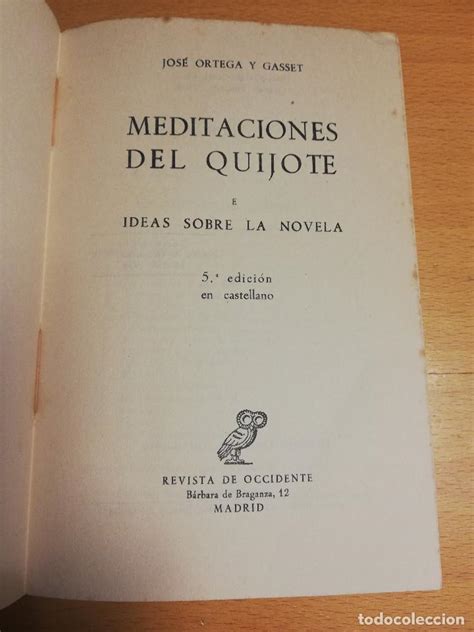 JOSÉ ORTEGA Y GASSET
MEDITACIONES
DEL QUIJOTE
E
IDEAS SOBRE LA NOVELA
5.ª edición
en castellano
REVISTA DE OCCIDENTE
Bárbara de Braganza, 12
MADRID
todocoleccion